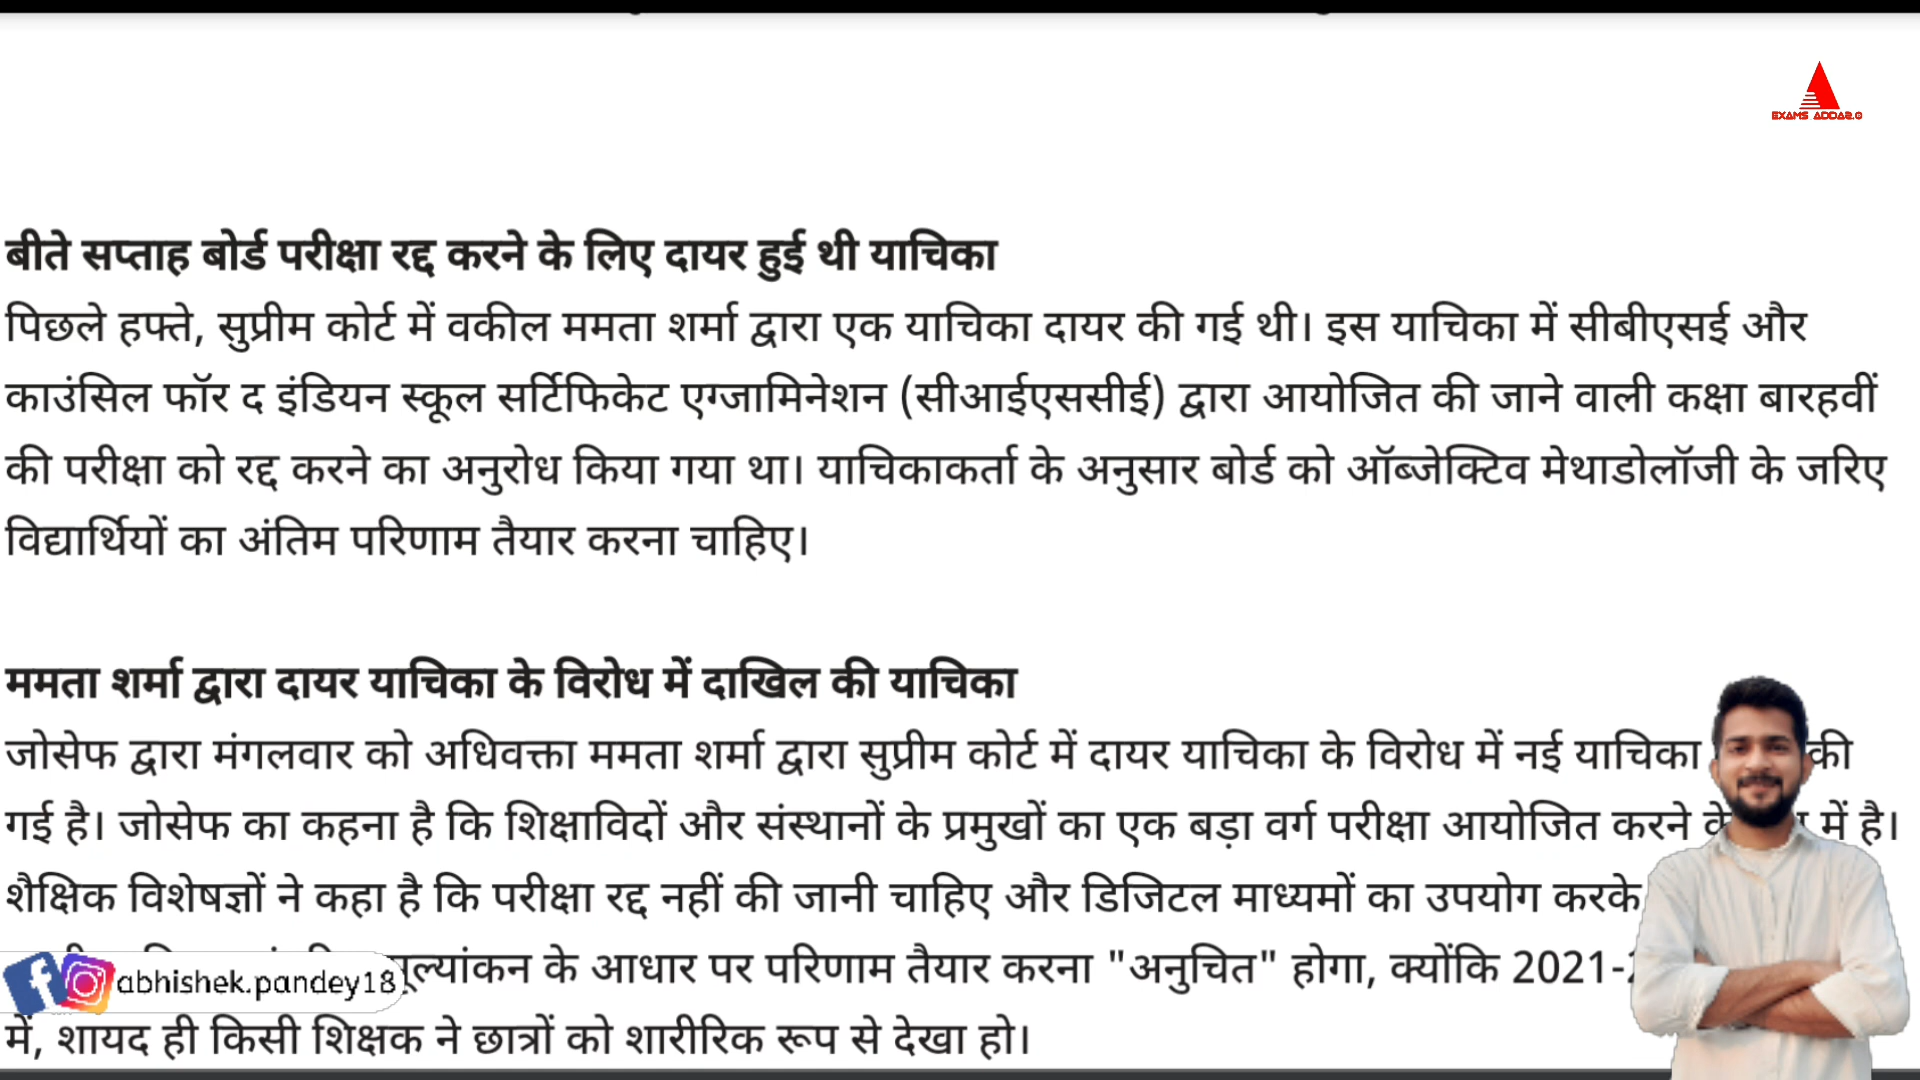 EXAMS ADDA2.0
बीते सप्ताह बोर्ड परीक्षा रद्द करने के लिए दायर हुई थी याचिका
पिछले हफ्ते, सुप्रीम कोर्ट में वकील ममता शर्मा द्वारा एक याचिका दायर की गई थी। इस याचिका में सीबीएसई और
काउंसिल फॉर द इंडियन स्कूल सर्टिफिकेट एग्जामिनेशन (सीआईएससीई) द्वारा आयोजित की जाने वाली कक्षा बारहवीं
की परीक्षा को रद्द करने का अनुरोध किया गया था। याचिकाकर्ता के अनुसार बोर्ड को ऑब्जेक्टिव मेथाडोलॉजी के जरिए
विद्यार्थियों का अंतिम परिणाम तैयार करना चाहिए।
ममता शर्मा द्वारा दायर याचिका के विरोध में दाखिल की याचिका
जोसेफ द्वारा मंगलवार को अधिवक्ता ममता शर्मा द्वारा सुप्रीम कोर्ट में दायर याचिका के विरोध में नई याचिका की
गई है। जोसेफ का कहना है कि शिक्षाविदों और संस्थानों के प्रमुखों का एक बड़ा वर्ग परीक्षा आयोजित करने के में है।
शैक्षिक विशेषज्ञों ने कहा है कि परीक्षा रद्द नहीं की जानी चाहिए और डिजिटल माध्यमों का उपयोग करके
के आधार पर परिणाम तैयार करना "अनुचित" होगा, क्योंकि 2021-
abhishek.pandey18
में, शायद ही किसी शिक्षक ने छात्रों को शारीरिक रूप से देखा हो।